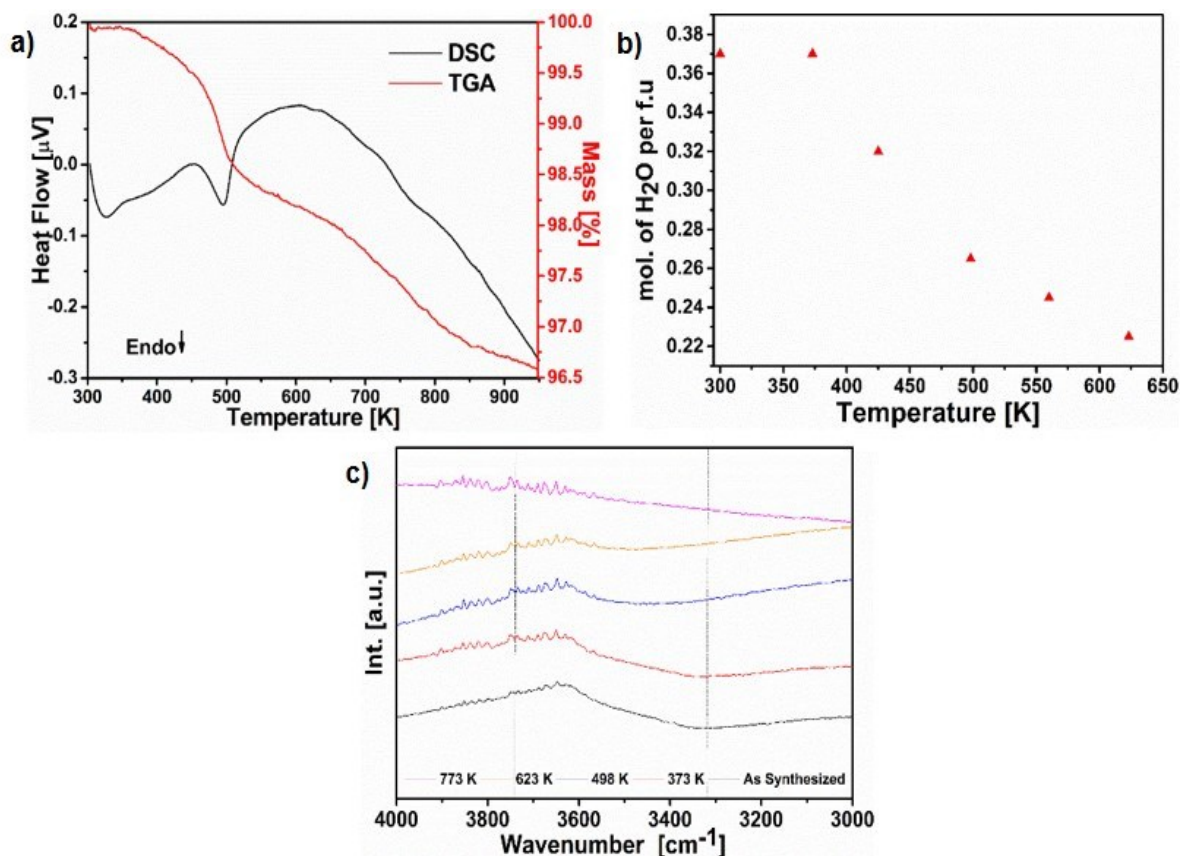 a)
0.2
0.1
0.0
-0.1
-0.2
-0.3
Heat Flow [µV]
DSC
TGA
Endo
100.0
99.5
99.0
98.5
98.0
97.5
97.0
96.5
Mass [%]
300 400 500 600 700 800 900
Temperature [K]
b)
0.38
0.36
0.34
0.32
0.30
0.28
0.26
0.24
0.22
mol. of H₂O per f.u
300 350 400 450 500 550 600 650
Temperature [K]
c)
Int. [a.u.]
773 K 623 K 498 K 373 K As Synthesized
4000 3800 3600 3400 3200 3000
Wavenumber [cm⁻¹]